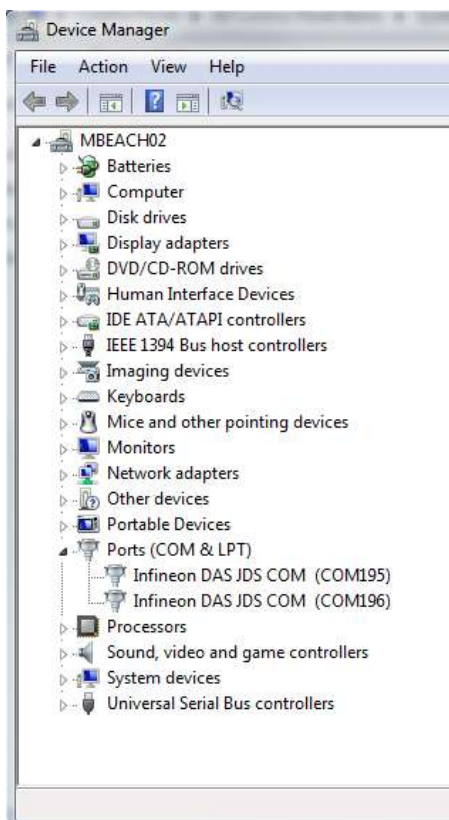 Device Manager
File Action View Help
MBEACH02
Batteries
Computer
Disk drives
Display adapters
DVD/CD-ROM drives
Human Interface Devices
IDE ATA/ATAPI controllers
IEEE 1394 Bus host controllers
Imaging devices
Keyboards
Mice and other pointing devices
Monitors
Network adapters
Other devices
Portable Devices
Ports (COM & LPT)
Infineon DAS JDS COM (COM195)
Infineon DAS JDS COM (COM196)
Processors
Sound, video and game controllers
System devices
Universal Serial Bus controllers